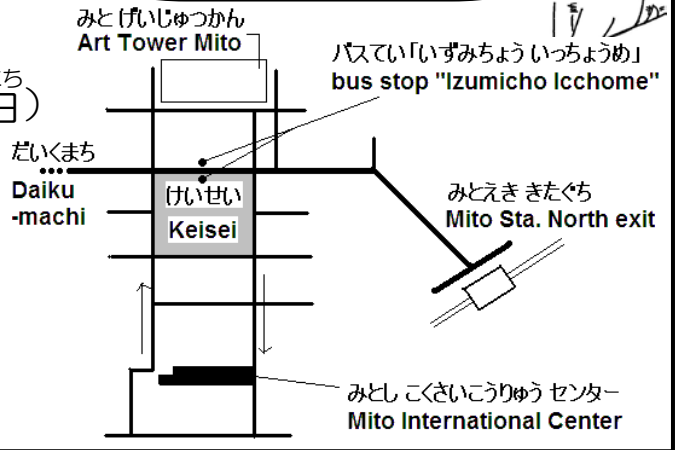 みと げいじゅつかん
Art Tower Mito
バスてい「いずみちょう いっちょうめ」
bus stop "Izumicho Icchome"
ち
日)
だいくまち
Daiku
-machi
けいせい
Keisei
みとえき きたぐち
Mito Sta. North exit
みとし こくさいこうりゅう センター
Mito International Center